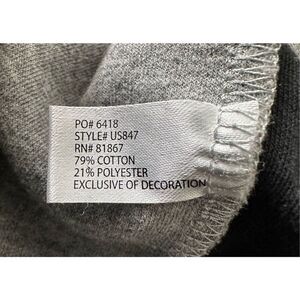 PO# 6418
STYLE# US847
RN# 81867
79% COTTON
21% POLYESTER
EXCLUSIVE OF DECORATION